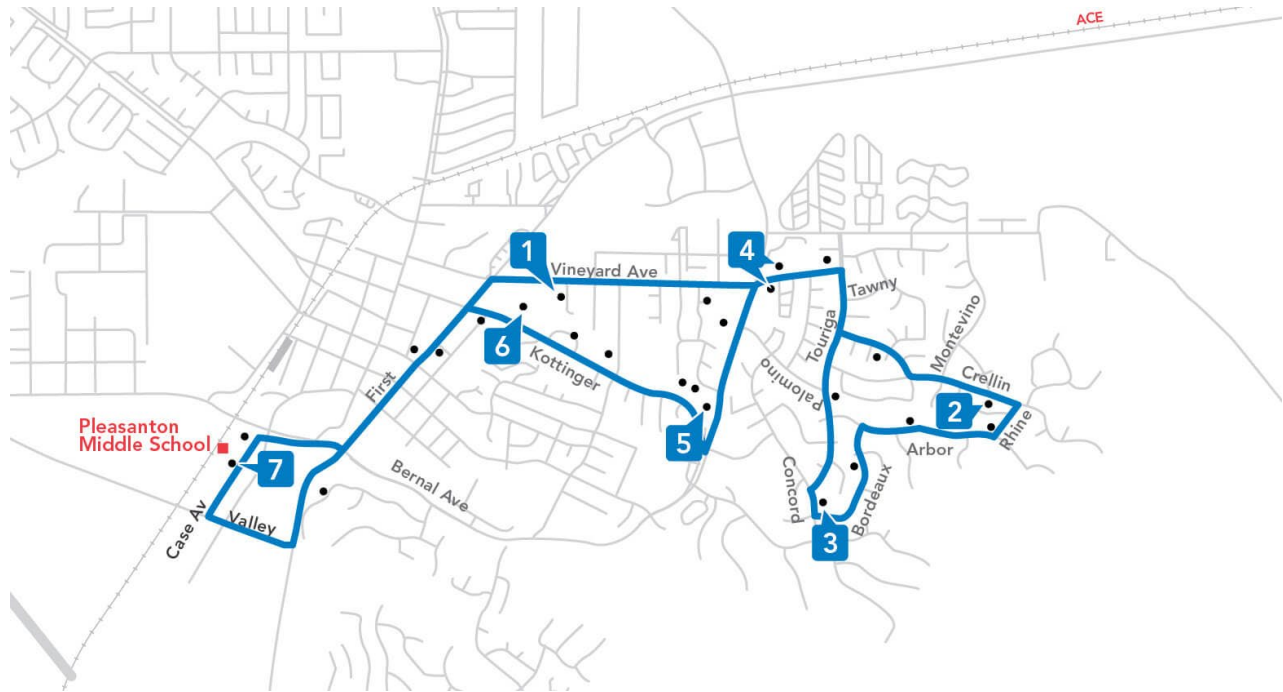 ACE
1
Vineyard Ave
4
Tawny
6
Kottinger
First
Touriga
Palomino
Montevino
Crellin
2
Rhine
Pleasanton
Middle School
5
Arbor
7
Bernal Ave
Concord
Bordeaux
Case Av
Valley
3